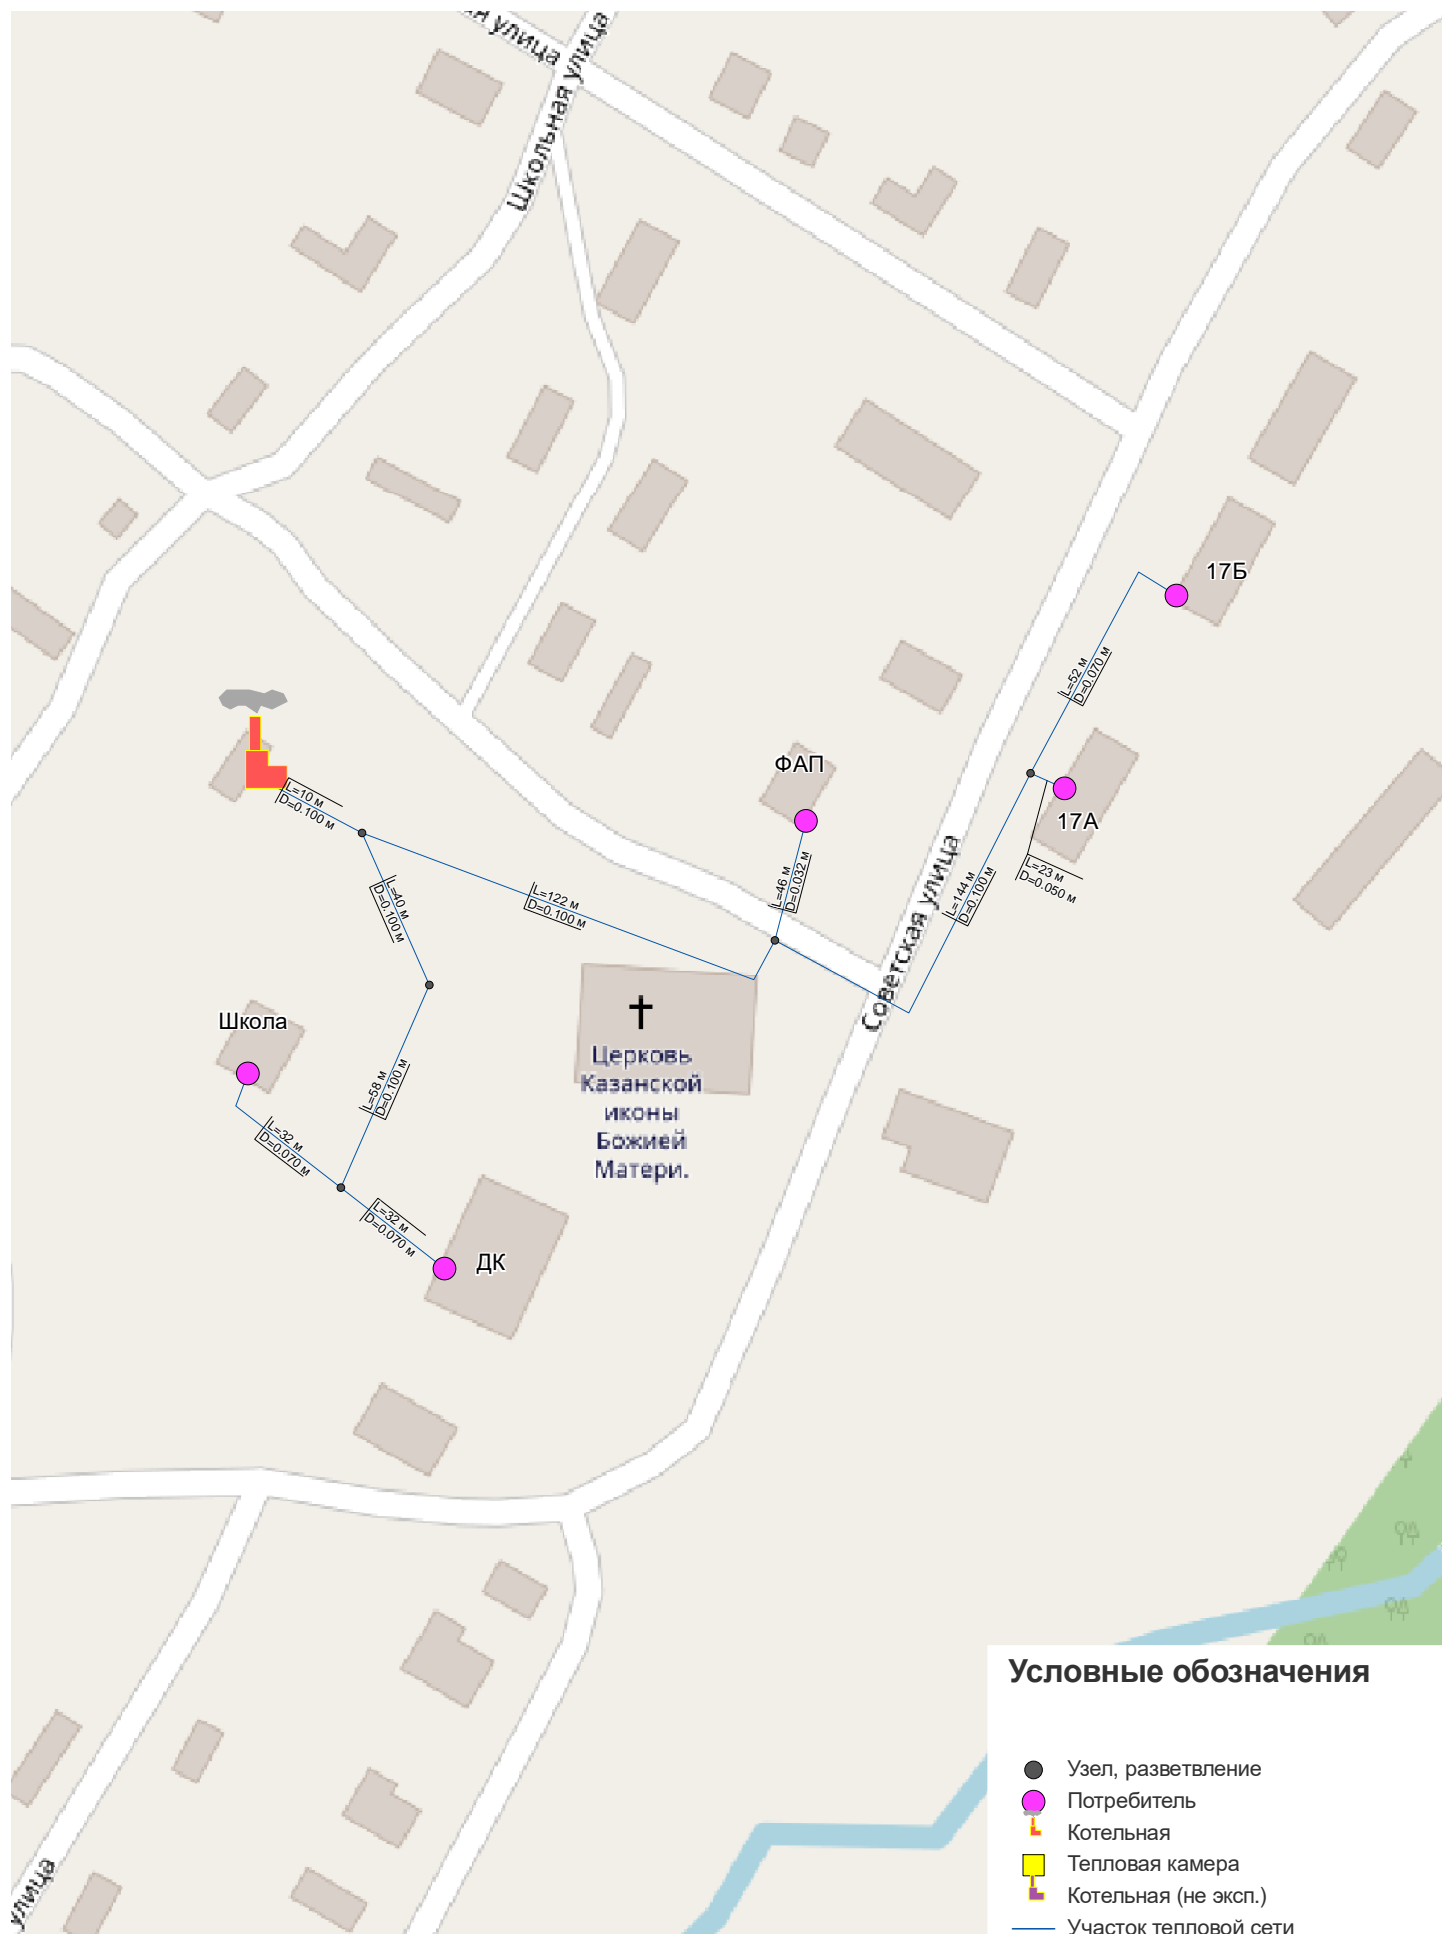 ая улица
Школьная улица
17Б
L=52 м
D=0.070 м
ФАП
17А
L=10 м
D=0.100 м
L=23 м
D=0.050 м
L=40 м
D=0.100 м
L=122 м
D=0.100 м
L=46 м
D=0.032 м
L=144 м
D=0.100 м
Советская улица
Школа
Церковь
Казанской
иконы
Божией
Матери.
L=58 м
D=0.100 м
L=32 м
D=0.070 м
L=32 м
D=0.070 м
ДК
улица
Условные обозначения
Узел, разветвление
Потребитель
Котельная
Тепловая камера
Котельная (не эксп.)
Участок тепловой сети